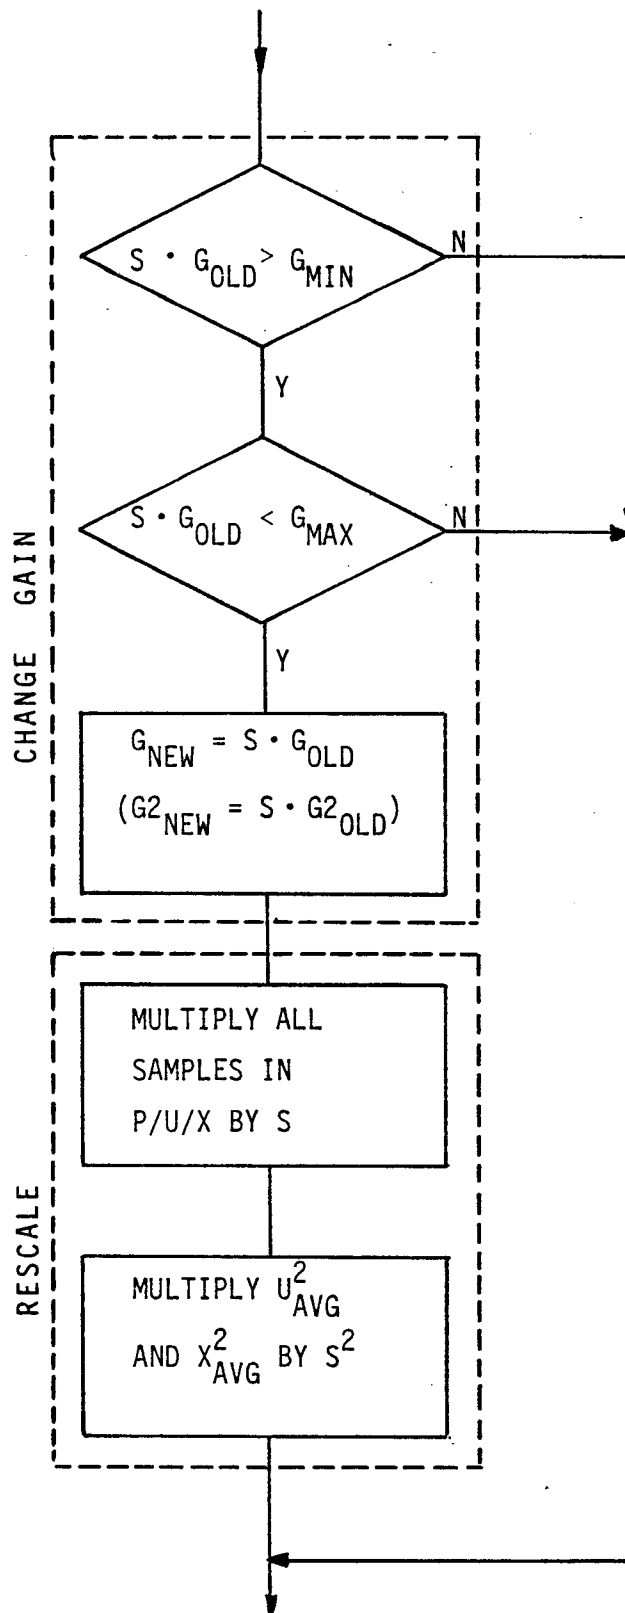 S · G_OLD > G_MIN
N
Y
S · G_OLD < G_MAX
N
Y
CHANGE GAIN
G_NEW = S · G_OLD
(G2_NEW = S · G2_OLD)
MULTIPLY ALL
SAMPLES IN
P/U/X BY S
RESCALE
MULTIPLY U²_AVG
AND X²_AVG BY S²